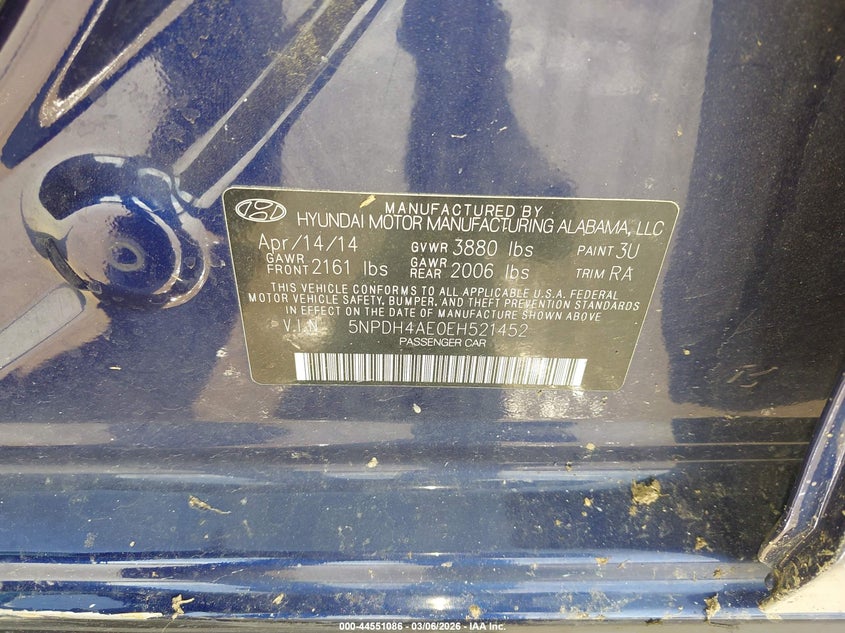 MANUFACTURED BY
HYUNDAI MOTOR MANUFACTURING ALABAMA, LLC
Apr/14/14 GVWR 3880 lbs PAINT 3U
GAWR FRONT 2161 lbs GAWR REAR 2006 lbs TRIM RA
THIS VEHICLE CONFORMS TO ALL APPLICABLE U.S.A. FEDERAL
MOTOR VEHICLE SAFETY, BUMPER, AND THEFT PREVENTION STANDARDS
IN EFFECT ON THE DATE OF MANUFACTURE SHOWN ABOVE.
V.I.N. 5NPDH4AE0EH521452
PASSENGER CAR
000-44551086 - 03/06/2026 - IAA Inc.